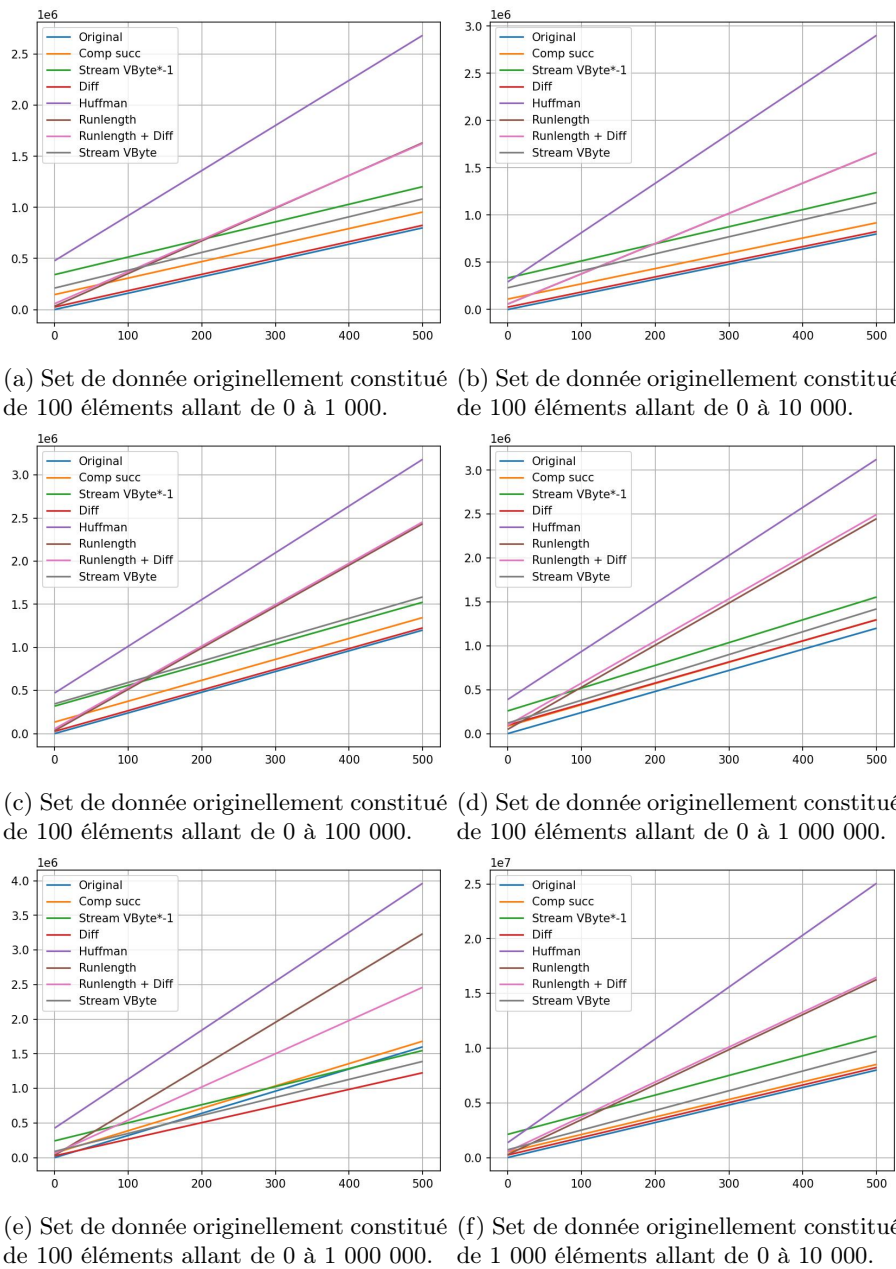 1e6
Original
Comp succ
Stream VByte*-1
Diff
Huffman
Runlength
Runlength + Diff
Stream VByte
2.5
2.0
1.5
1.0
0.5
0.0
0 100 200 300 400 500
1e6
Original
Comp succ
Stream VByte*-1
Diff
Huffman
Runlength
Runlength + Diff
Stream VByte
3.0
2.5
2.0
1.5
1.0
0.5
0.0
0 100 200 300 400 500
(a) Set de donnée originellement constitué
de 100 éléments allant de 0 à 1 000.
(b) Set de donnée originellement constitué
de 100 éléments allant de 0 à 10 000.
1e6
Original
Comp succ
Stream VByte*-1
Diff
Huffman
Runlength
Runlength + Diff
Stream VByte
3.0
2.5
2.0
1.5
1.0
0.5
0.0
0 100 200 300 400 500
1e6
Original
Comp succ
Stream VByte*-1
Diff
Huffman
Runlength
Runlength + Diff
Stream VByte
3.0
2.5
2.0
1.5
1.0
0.5
0.0
0 100 200 300 400 500
(c) Set de donnée originellement constitué
de 100 éléments allant de 0 à 100 000.
(d) Set de donnée originellement constitué
de 100 éléments allant de 0 à 1 000 000.
1e6
Original
Comp succ
Stream VByte*-1
Diff
Huffman
Runlength
Runlength + Diff
Stream VByte
4.0
3.5
3.0
2.5
2.0
1.5
1.0
0.5
0.0
0 100 200 300 400 500
1e7
Original
Comp succ
Stream VByte*-1
Diff
Huffman
Runlength
Runlength + Diff
Stream VByte
2.5
2.0
1.5
1.0
0.5
0.0
0 100 200 300 400 500
(e) Set de donnée originellement constitué
de 100 éléments allant de 0 à 1 000 000.
(f) Set de donnée originellement constitué
de 1 000 éléments allant de 0 à 10 000.